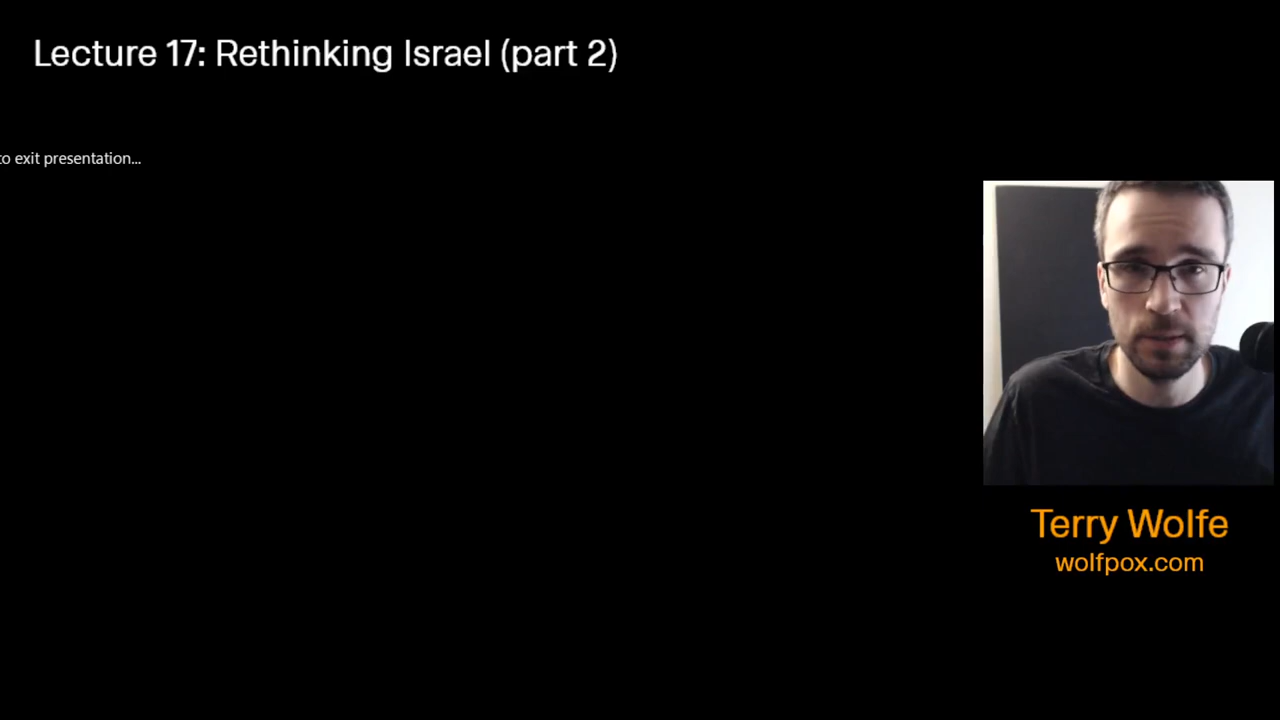 Lecture 17: Rethinking Israel (part 2)
to exit presentation...
Terry Wolfe
wolfpox.com